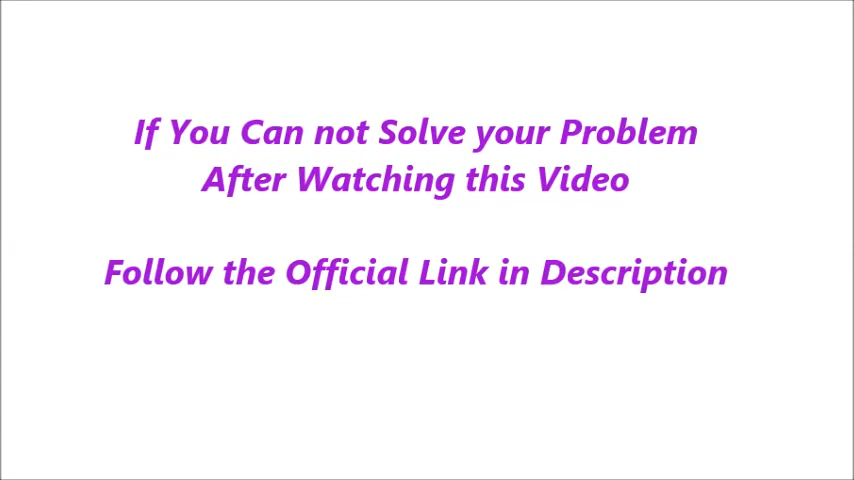 If You Can not Solve your Problem
After Watching this Video
Follow the Official Link in Description